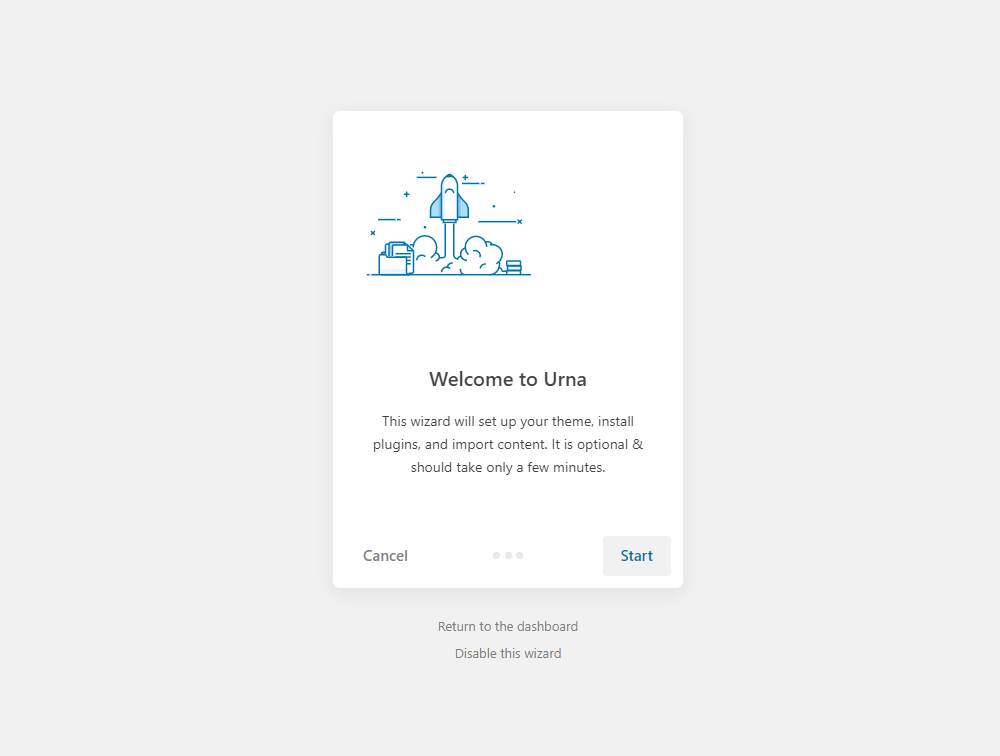 Welcome to Urna
This wizard will set up your theme, install
plugins, and import content. It is optional &
should take only a few minutes.
Cancel
Start
Return to the dashboard
Disable this wizard